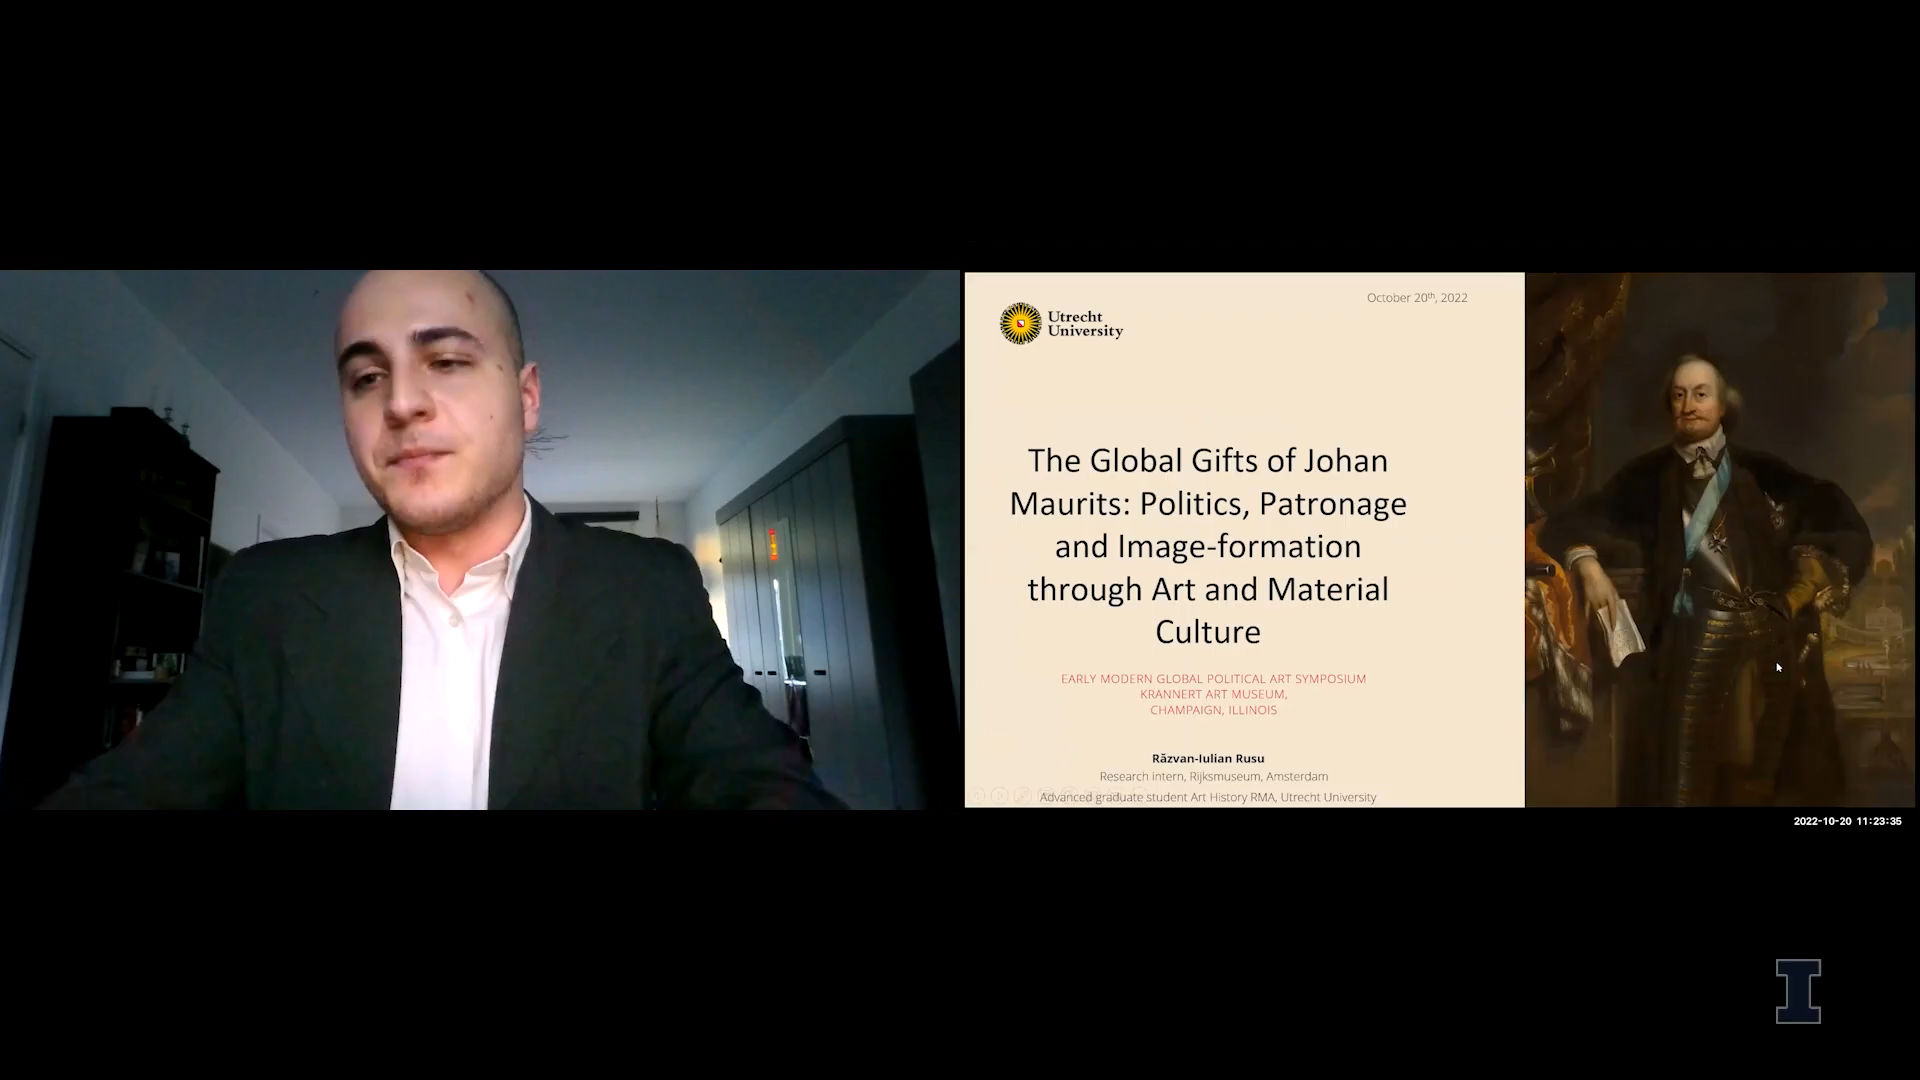 October 20th, 2022
Utrecht
University
The Global Gifts of Johan
Maurits: Politics, Patronage
and Image-formation
through Art and Material
Culture
EARLY MODERN GLOBAL POLITICAL ART SYMPOSIUM
KRANNERT ART MUSEUM,
CHAMPAIGN, ILLINOIS
Răzvan-Iulian Rusu
Research intern, Rijksmuseum, Amsterdam
Advanced graduate student Art History RMA, Utrecht University
2022-10-20 11:23:35
I